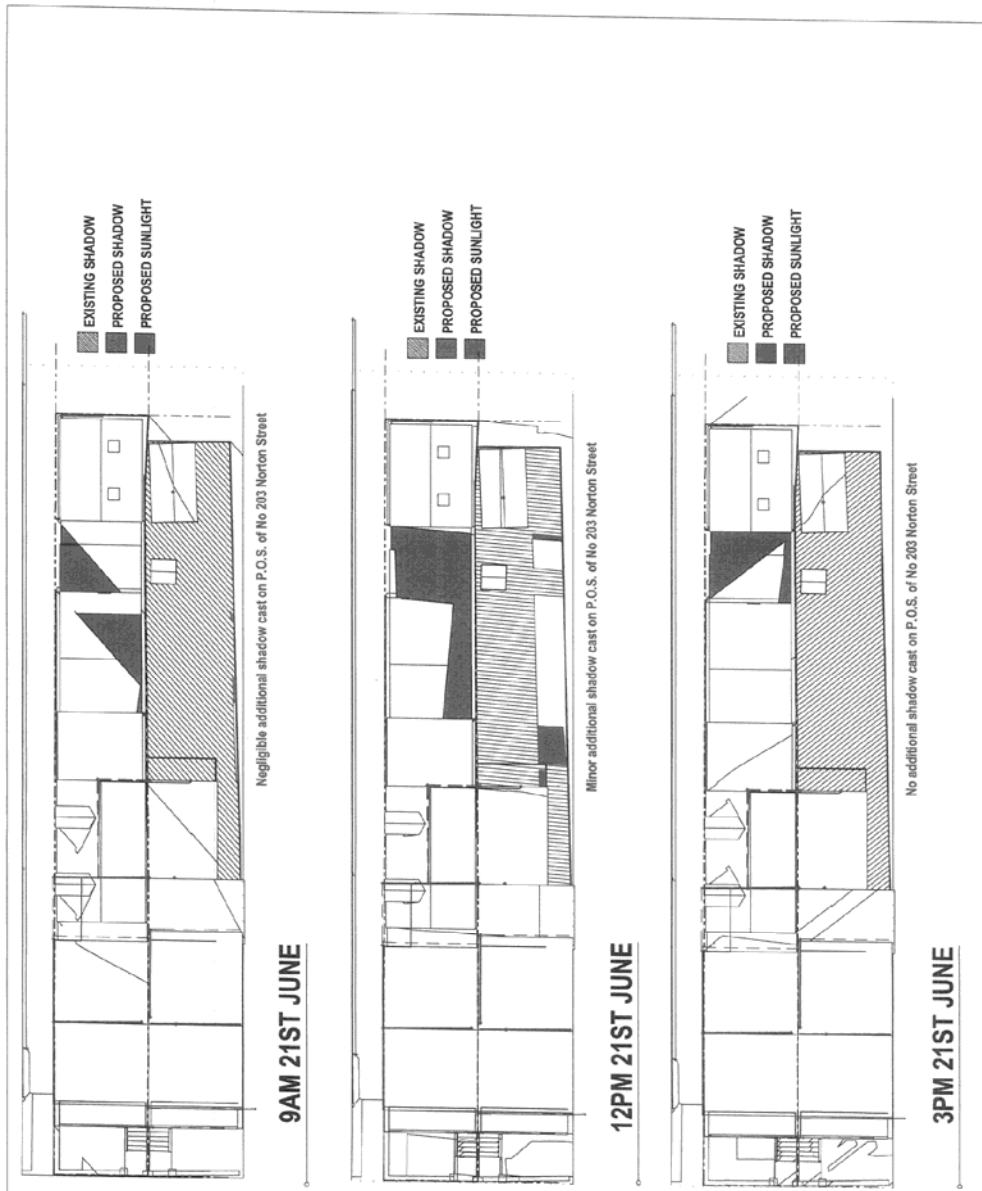 EXISTING SHADOW
PROPOSED SHADOW
PROPOSED SUNLIGHT
Negligible additional shadow cast on P.O.S. of No 203 Norton Street
9AM 21ST JUNE
EXISTING SHADOW
PROPOSED SHADOW
PROPOSED SUNLIGHT
Minor additional shadow cast on P.O.S. of No 203 Norton Street
12PM 21ST JUNE
EXISTING SHADOW
PROPOSED SHADOW
PROPOSED SUNLIGHT
No additional shadow cast on P.O.S. of No 203 Norton Street
3PM 21ST JUNE